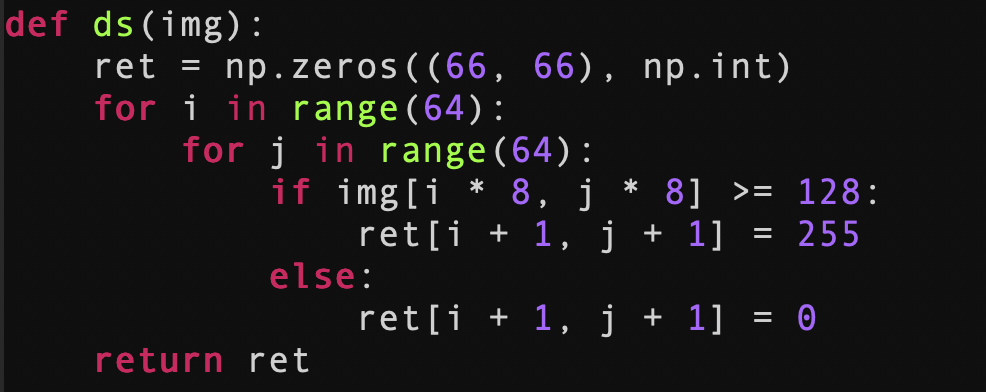 def ds(img):
    ret = np.zeros((66, 66), np.int)
    for i in range(64):
        for j in range(64):
            if img[i * 8, j * 8] >= 128:
                ret[i + 1, j + 1] = 255
            else:
                ret[i + 1, j + 1] = 0
    return ret